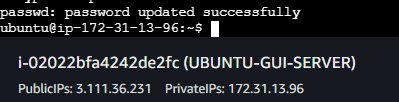 passwd: password updated successfully
ubuntu@ip-172-31-13-96:~$
i-02022bfa4242de2fc (UBUNTU-GUI-SERVER)
PublicIPs: 3.111.36.231 PrivateIPs: 172.31.13.96